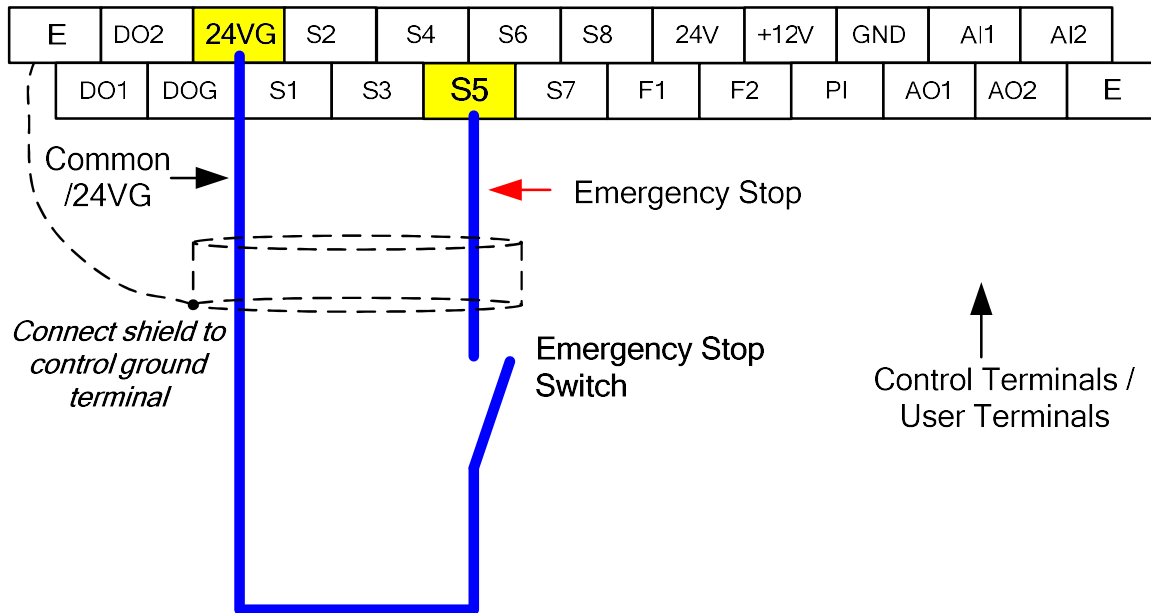 E DO2 24VG S2 S4 S6 S8 24V +12V GND AI1 AI2
DO1 DOG S1 S3 S5 S7 F1 F2 PI AO1 AO2 E
Common
/24VG
Emergency Stop
Connect shield to
control ground
terminal
Emergency Stop
Switch
Control Terminals /
User Terminals